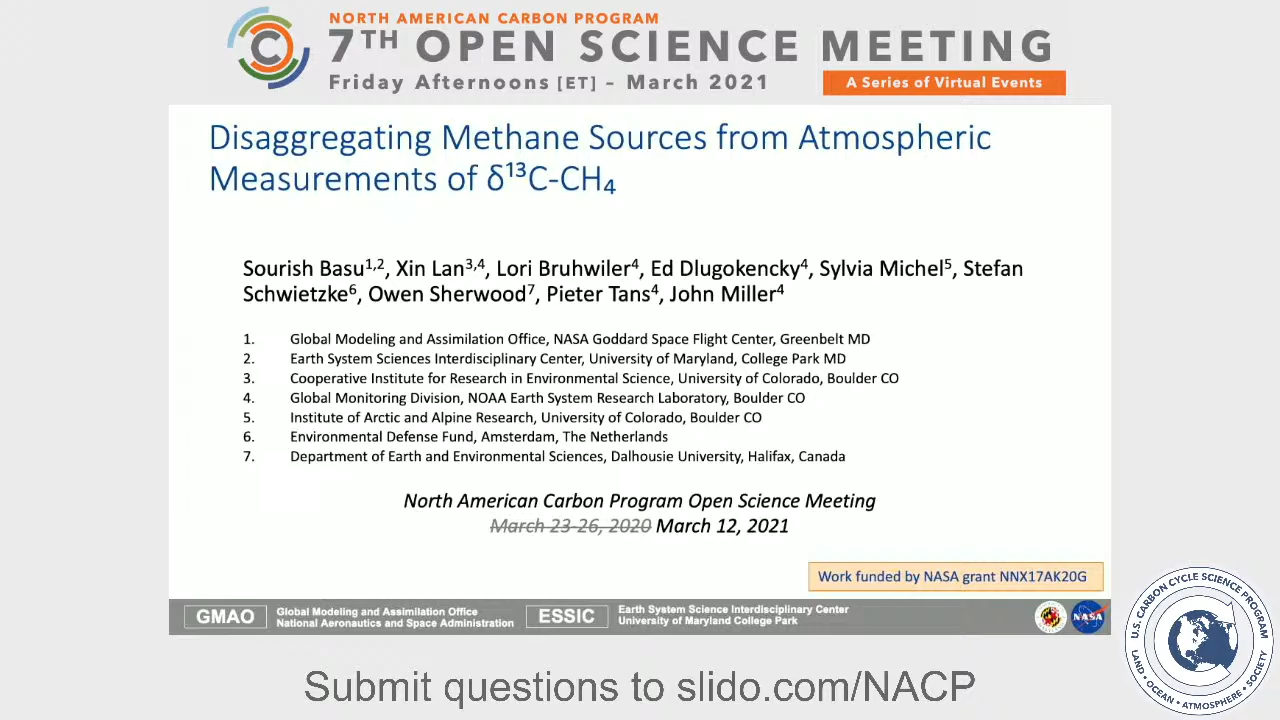 NORTH AMERICAN CARBON PROGRAM
7TH OPEN SCIENCE MEETING
Friday Afternoons [ET] – March 2021
A Series of Virtual Events
Disaggregating Methane Sources from Atmospheric
Measurements of δ¹³C-CH₄
Sourish Basu¹,², Xin Lan³,⁴, Lori Bruhwiler⁴, Ed Dlugokencky⁴, Sylvia Michel⁵, Stefan
Schwietzke⁶, Owen Sherwood⁷, Pieter Tans⁴, John Miller⁴
1. Global Modeling and Assimilation Office, NASA Goddard Space Flight Center, Greenbelt MD
2. Earth System Sciences Interdisciplinary Center, University of Maryland, College Park MD
3. Cooperative Institute for Research in Environmental Science, University of Colorado, Boulder CO
4. Global Monitoring Division, NOAA Earth System Research Laboratory, Boulder CO
5. Institute of Arctic and Alpine Research, University of Colorado, Boulder CO
6. Environmental Defense Fund, Amsterdam, The Netherlands
7. Department of Earth and Environmental Sciences, Dalhousie University, Halifax, Canada
North American Carbon Program Open Science Meeting
March 23-26, 2020 March 12, 2021
Work funded by NASA grant NNX17AK20G
GMAO
Global Modeling and Assimilation Office
National Aeronautics and Space Administration
ESSIC
Earth System Science Interdisciplinary Center
University of Maryland College Park
NASA
U.S. CARBON CYCLE SCIENCE PROGRAM
LAND • OCEAN • ATMOSPHERE • SOCIETY
Submit questions to slido.com/NACP